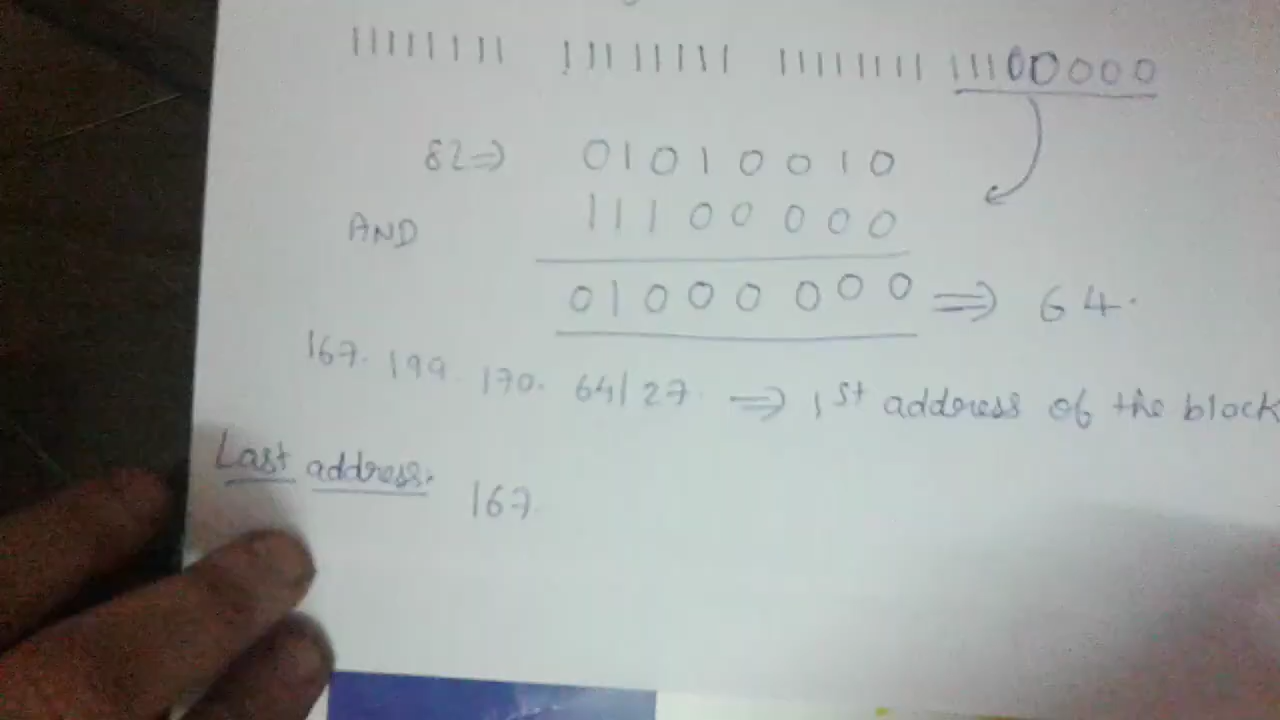 11111111 11111111 11111111 11100000
82⇒ 01010010
AND 11100000
01000000 ⇒ 64.
167. 199. 170. 64/27. ⇒ 1st address of the block
Last address. 167.